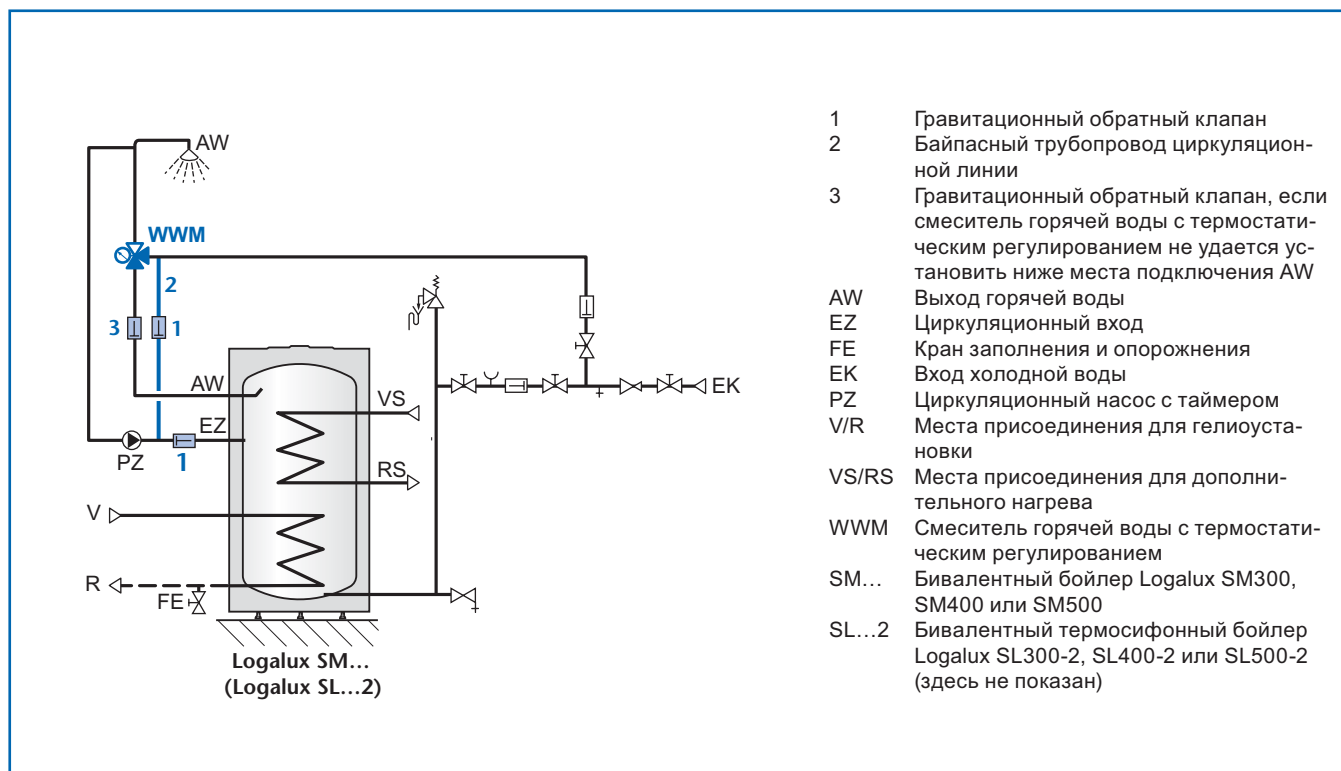 AW
WWM
2
3
1
AW
VS
EK
EZ
PZ
1
RS
V
R
FE
Logalux SM…
(Logalux SL…2)
1 Гравитационный обратный клапан
2 Байпасный трубопровод циркуляцион-
ной линии
3 Гравитационный обратный клапан, если
смеситель горячей воды с термостати-
ческим регулированием не удается ус-
тановить ниже места подключения AW
AW Выход горячей воды
EZ Циркуляционный вход
FE Кран заполнения и опорожнения
EK Вход холодной воды
PZ Циркуляционный насос с таймером
V/R Места присоединения для гелиоуста-
новки
VS/RS Места присоединения для дополни-
тельного нагрева
WWM Смеситель горячей воды с термостати-
ческим регулированием
SM… Бивалентный бойлер Logalux SM300,
SM400 или SM500
SL…2 Бивалентный термосифонный бойлер
Logalux SL300-2, SL400-2 или SL500-2
(здесь не показан)